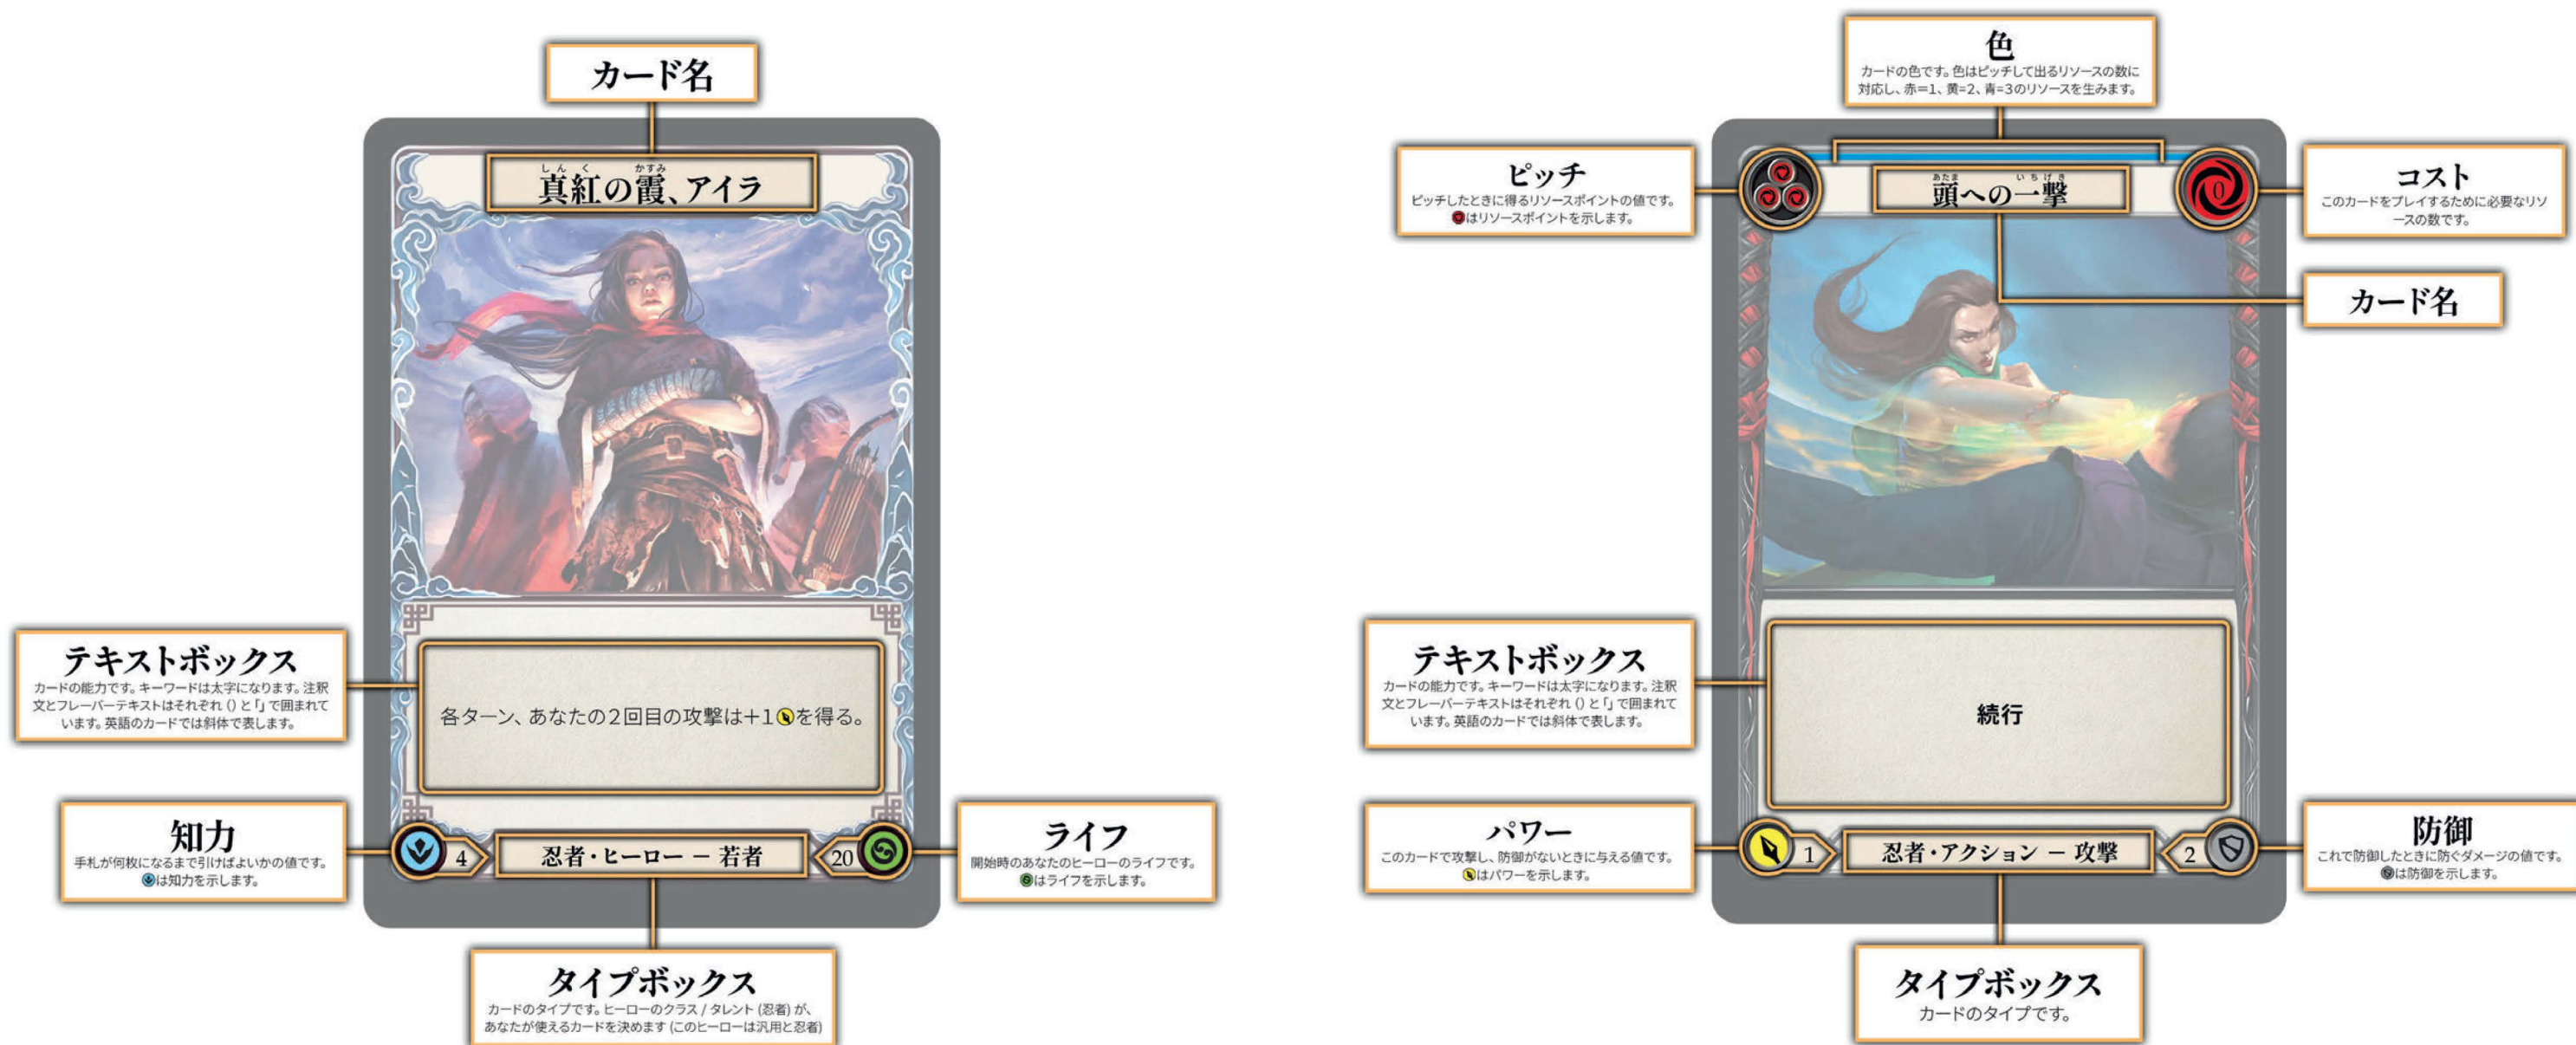 カード名
真紅の霞、アイラ
しんく かすみ
テキストボックス
カードの能力です。キーワードは太字になります。注釈
文とフレーバーテキストはそれぞれ () と「」で囲まれて
います。英語のカードでは斜体で表します。
各ターン、あなたの2回目の攻撃は+1を得る。
知力
手札が何枚になるまで引けばよいかの値です。
は知力を示します。
4
忍者・ヒーロー － 若者
20
ライフ
開始時のあなたのヒーローのライフです。
はライフを示します。
タイプボックス
カードのタイプです。ヒーローのクラス / タレント (忍者) が、
あなたが使えるカードを決めます (このヒーローは汎用と忍者)
色
カードの色です。色はピッチして出るリソースの数に
対応し、赤=1、黄=2、青=3のリソースを生みます。
ピッチ
ピッチしたときに得るリソースポイントの値です。
はリソースポイントを示します。
あたま いちげき
頭への一撃
0
コスト
このカードをプレイするために必要なリソ
ースの数です。
カード名
テキストボックス
カードの能力です。キーワードは太字になります。注釈
文とフレーバーテキストはそれぞれ () と「」で囲まれて
います。英語のカードでは斜体で表します。
続行
パワー
このカードで攻撃し、防御がないときに与える値です。
はパワーを示します。
1
忍者・アクション － 攻撃
2
防御
これで防御したときに防ぐダメージの値です。
は防御を示します。
タイプボックス
カードのタイプです。